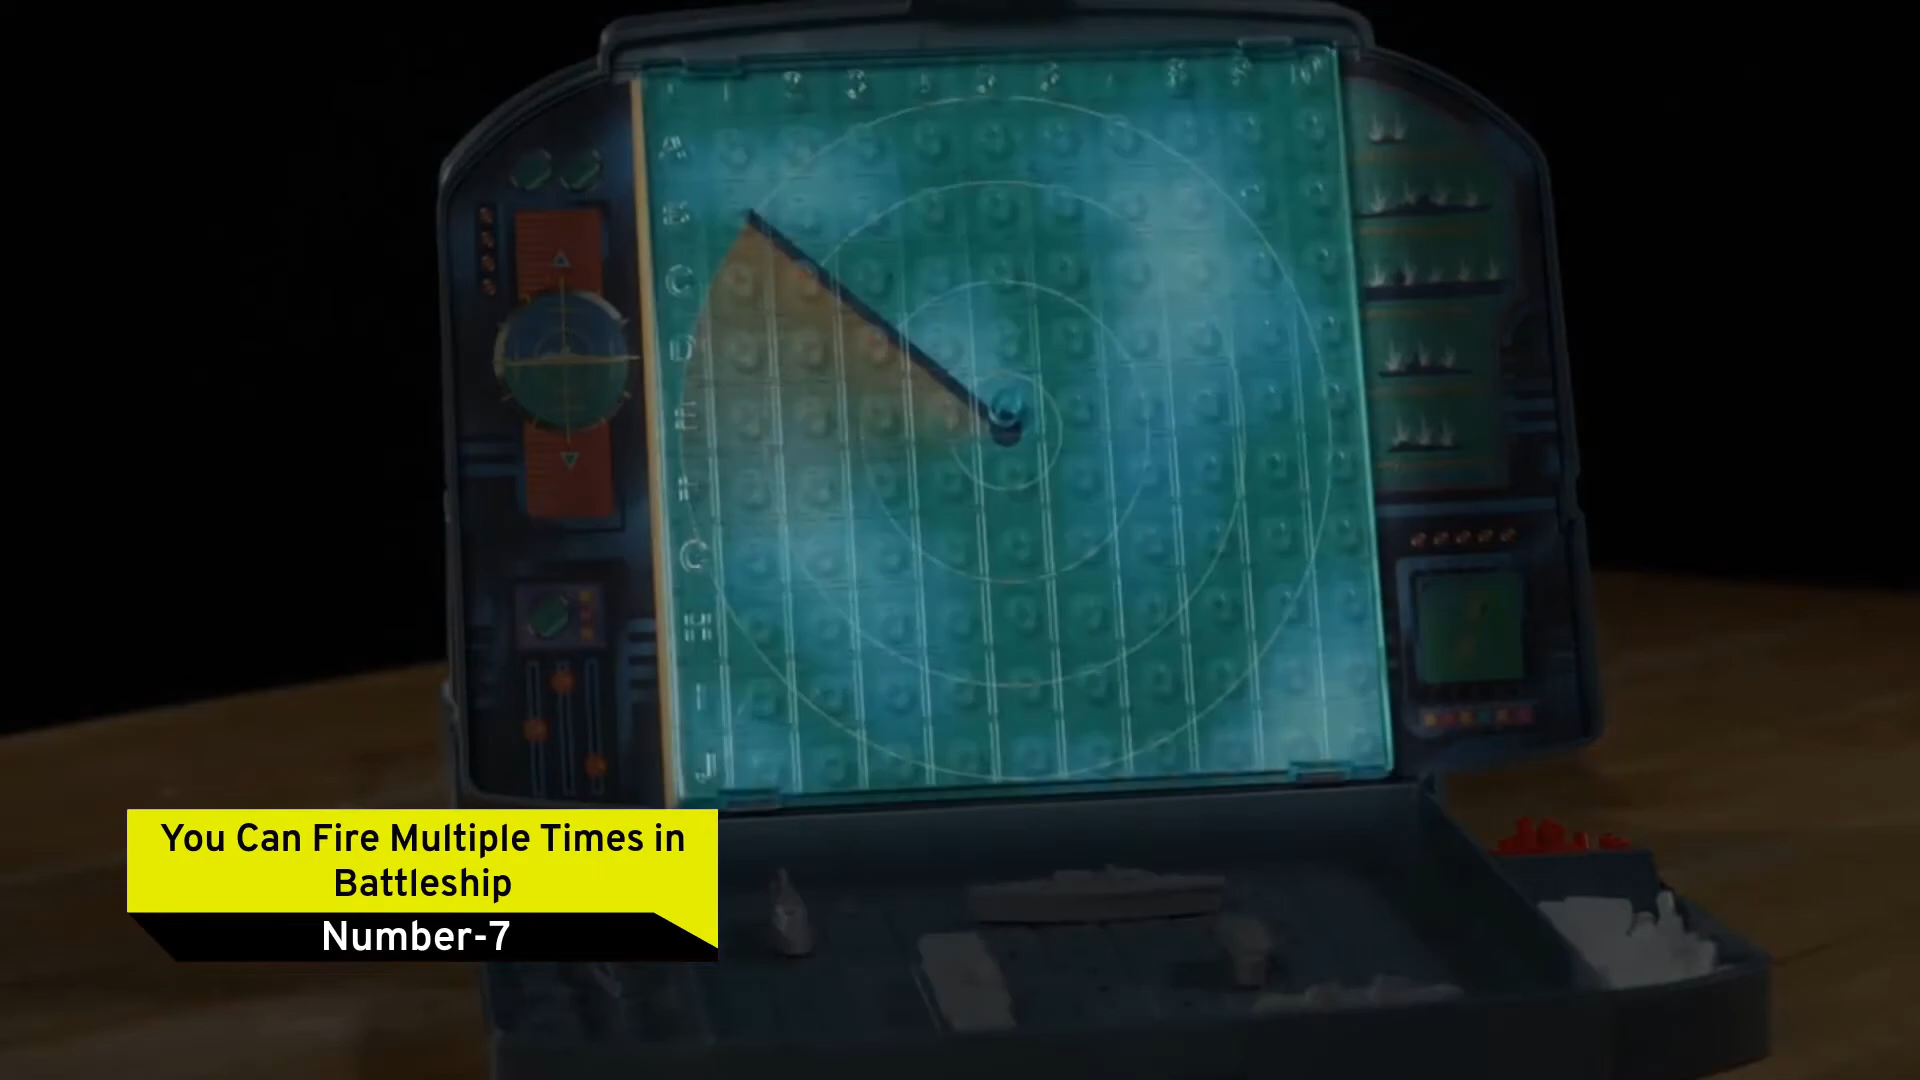 A
B
C
D
E
F
G
H
I
J
You Can Fire Multiple Times in
Battleship
Number-7